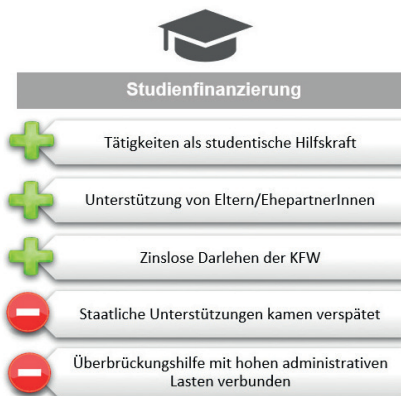 Studienfinanzierung
Tätigkeiten als studentische Hilfskraft
Unterstützung von Eltern/EhepartnerInnen
Zinslose Darlehen der KFW
Staatliche Unterstützungen kamen verspätet
Überbrückungshilfe mit hohen administrativen
Lasten verbunden